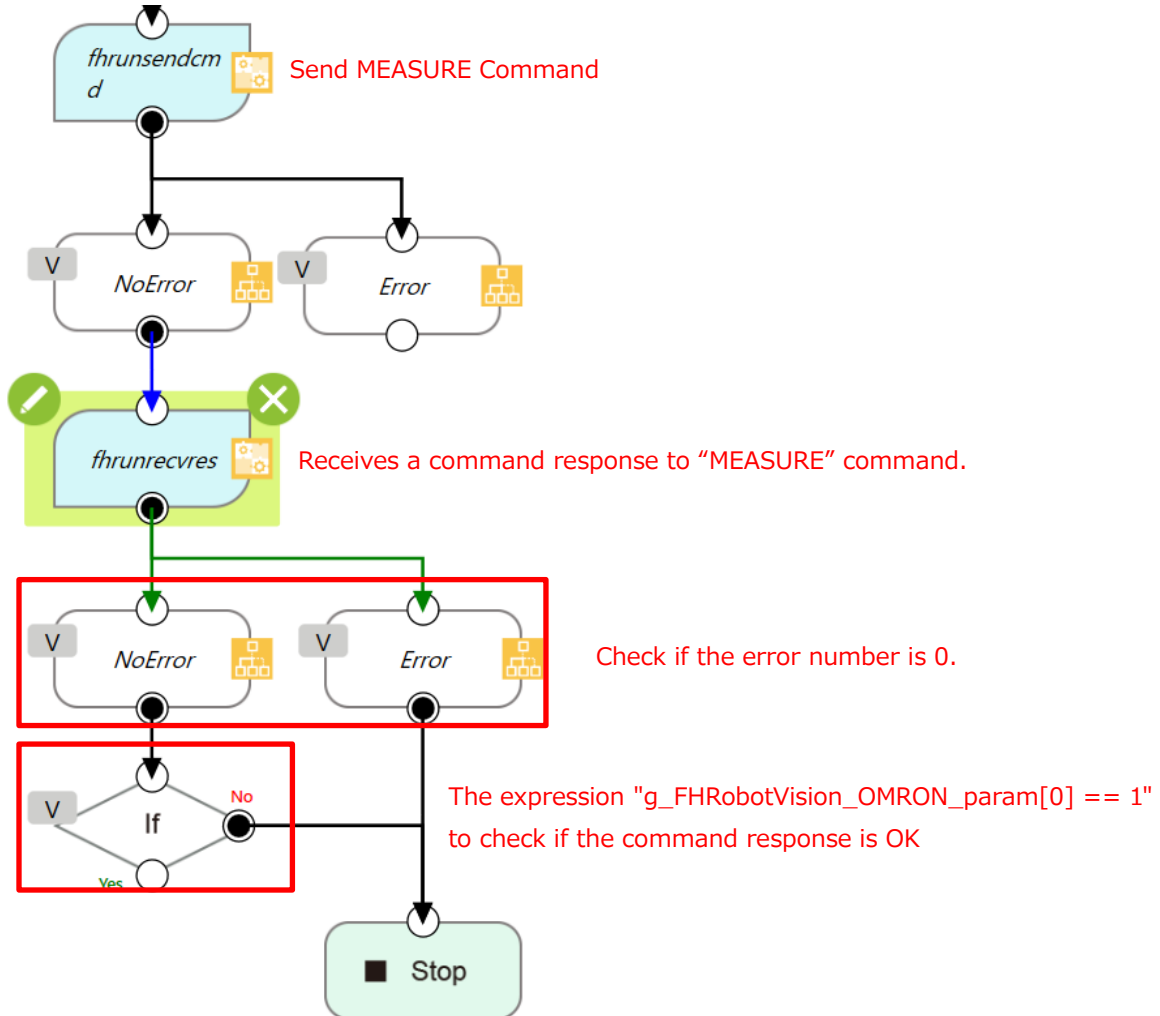 fhrunsendcm
d
Send MEASURE Command
V
NoError
V
Error
fhrunrecvres
Receives a command response to “MEASURE” command.
V
NoError
V
Error
Check if the error number is 0.
V
If
No
Yes
The expression "g_FHRobotVision_OMRON_param[0] == 1"
to check if the command response is OK
Stop